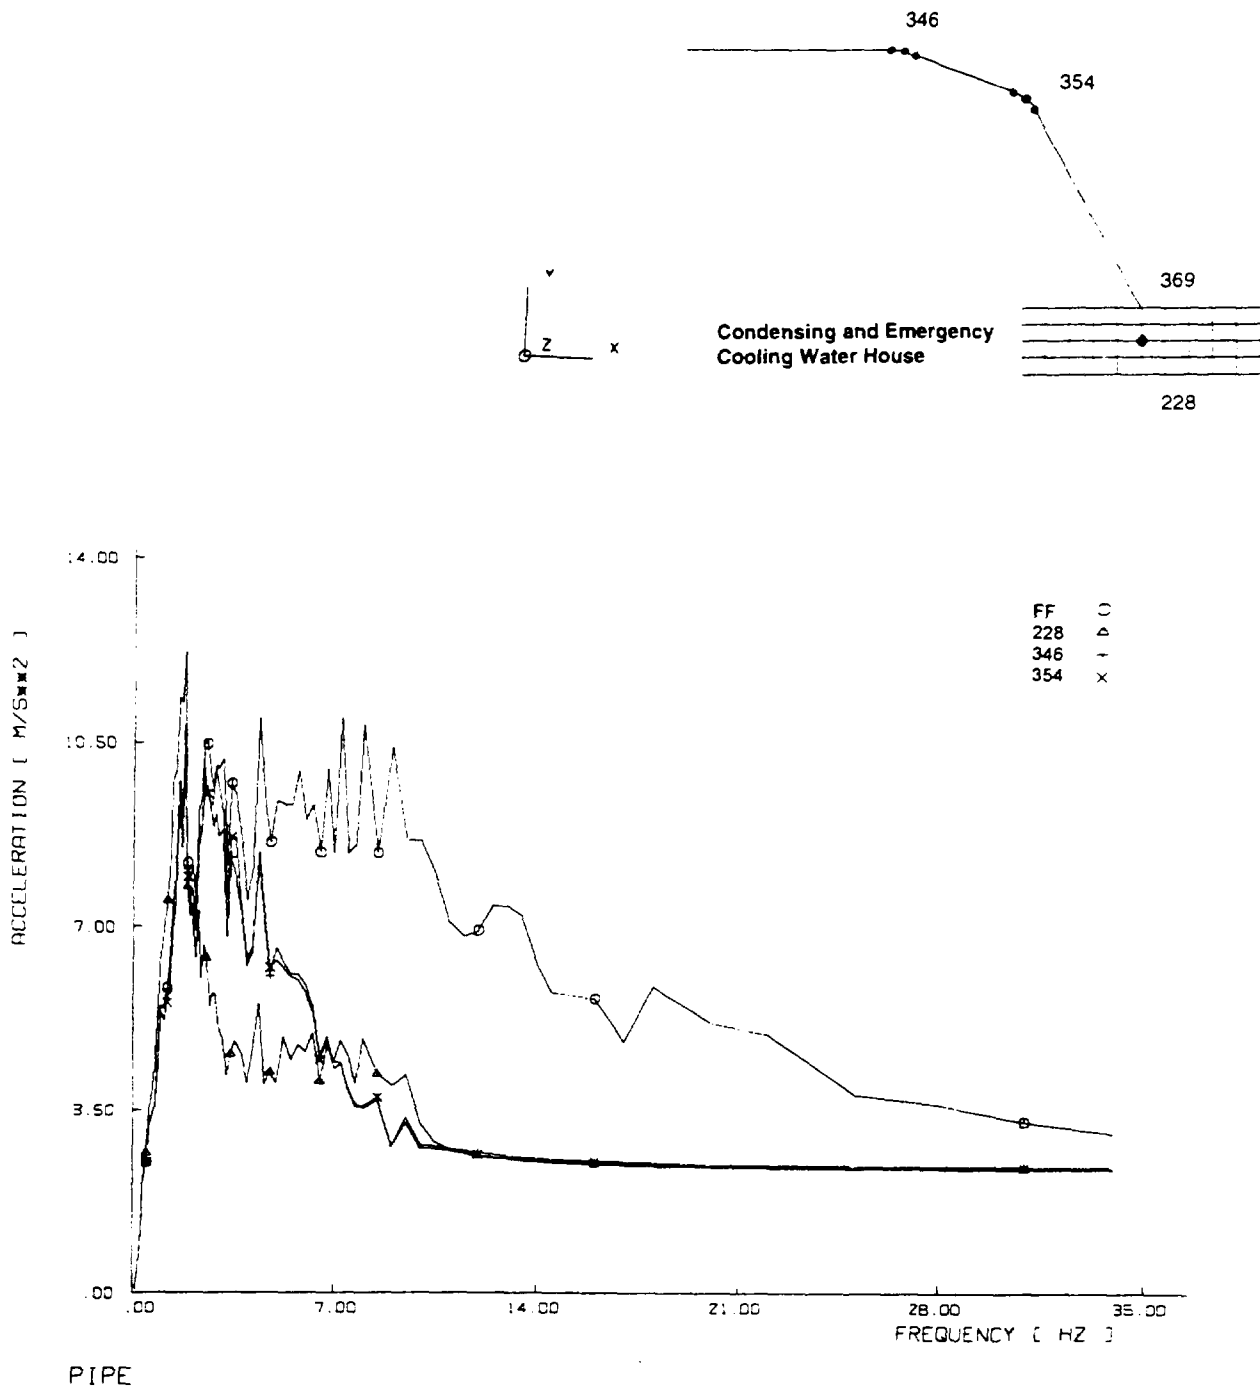 346
354
369
Y
Z
X
Condensing and Emergency
Cooling Water House
228
14.00
10.50
7.00
3.50
.00
ACCELERATION [ M/S**2 ]
FF
228
346
354
.00 7.00 14.00 21.00 28.00 35.00
FREQUENCY [ HZ ]
PIPE